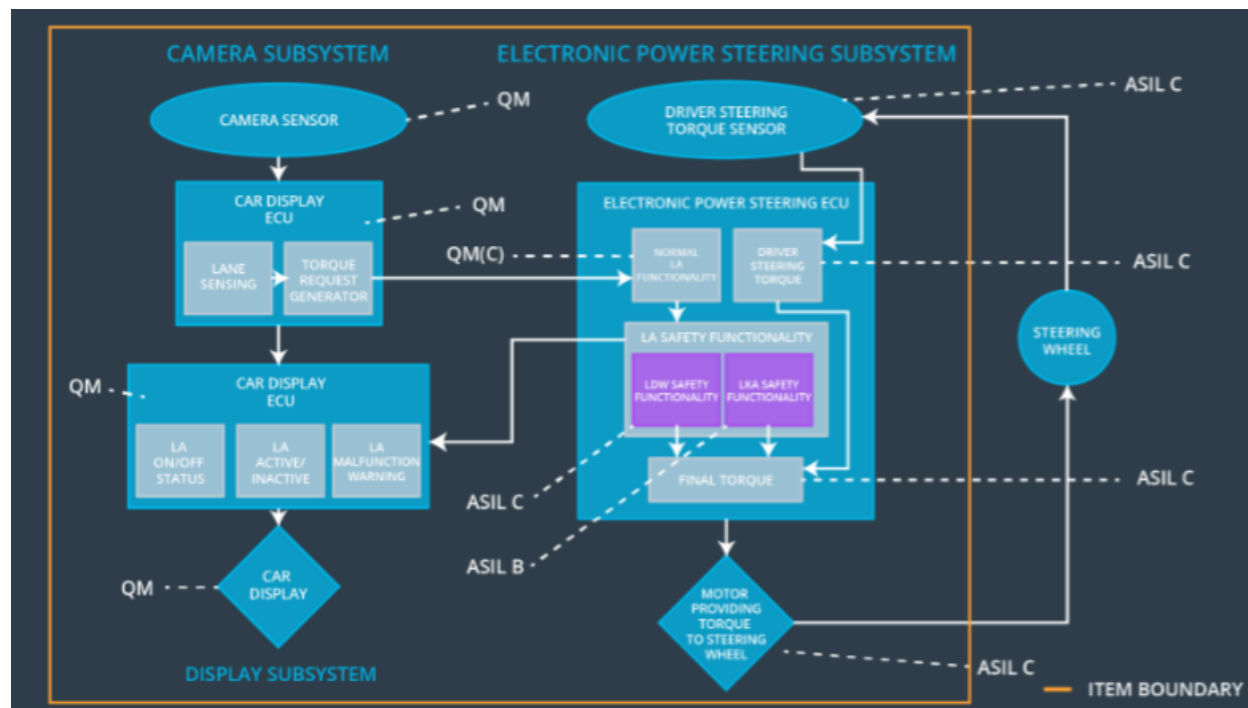 CAMERA SUBSYSTEM
ELECTRONIC POWER STEERING SUBSYSTEM
CAMERA SENSOR
QM
DRIVER STEERING
TORQUE SENSOR
ASIL C
CAR DISPLAY
ECU
QM
LANE
SENSING
TORQUE
REQUEST
GENERATOR
ELECTRONIC POWER STEERING ECU
QM(C)
NORMAL
LA
FUNCTIONALITY
DRIVER
STEERING
TORQUE
ASIL C
STEERING
WHEEL
LA SAFETY FUNCTIONALITY
LDW SAFETY
FUNCTIONALITY
LKA SAFETY
FUNCTIONALITY
QM
CAR DISPLAY
ECU
LA
ON/OFF
STATUS
LA
ACTIVE/
INACTIVE
LA
MALFUNCTION
WARNING
FINAL TORQUE
ASIL C
ASIL C
ASIL B
QM
CAR
DISPLAY
MOTOR
PROVIDING
TORQUE
TO STEERING
WHEEL
ASIL C
DISPLAY SUBSYSTEM
ITEM BOUNDARY